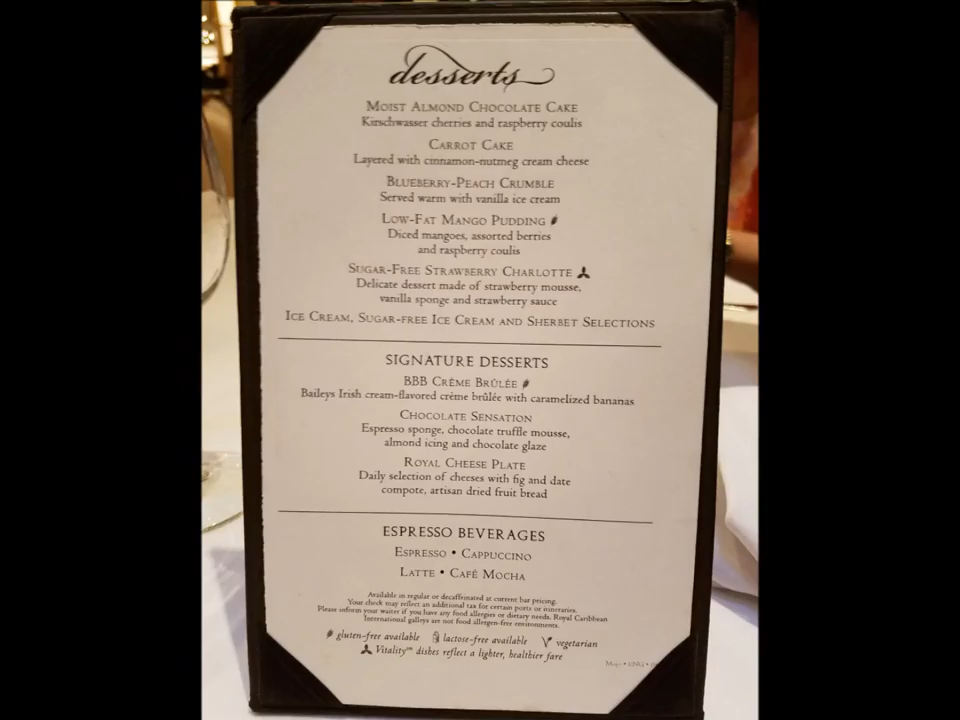 desserts
MOIST ALMOND CHOCOLATE CAKE
Kirschwasser cherries and raspberry coulis
CARROT CAKE
Layered with cinnamon-nutmeg cream cheese
BLUEBERRY-PEACH CRUMBLE
Served warm with vanilla ice cream
LOW-FAT MANGO PUDDING
Diced mangoes, assorted berries
and raspberry coulis
SUGAR-FREE STRAWBERRY CHARLOTTE
Delicate dessert made of strawberry mousse,
vanilla sponge and strawberry sauce
ICE CREAM, SUGAR-FREE ICE CREAM AND SHERBET SELECTIONS
SIGNATURE DESSERTS
BBB CRÈME BRÛLÉE
Baileys Irish cream-flavored crème brûlée with caramelized bananas
CHOCOLATE SENSATION
Espresso sponge, chocolate truffle mousse,
almond icing and chocolate glaze
ROYAL CHEESE PLATE
Daily selection of cheeses with fig and date
compote, artisan dried fruit bread
ESPRESSO BEVERAGES
ESPRESSO • CAPPUCCINO
LATTE • CAFÉ MOCHA
Available in regular or decaffeinated at current bar pricing.
Your check may reflect an additional tax for certain ports or itineraries.
Please inform your waiter if you have any food allergies or dietary needs. Royal Caribbean
International galleys are not food allergen-free environments.
gluten-free available lactose-free available vegetarian
Vitality℠ dishes reflect a lighter, healthier fare
• ENG •